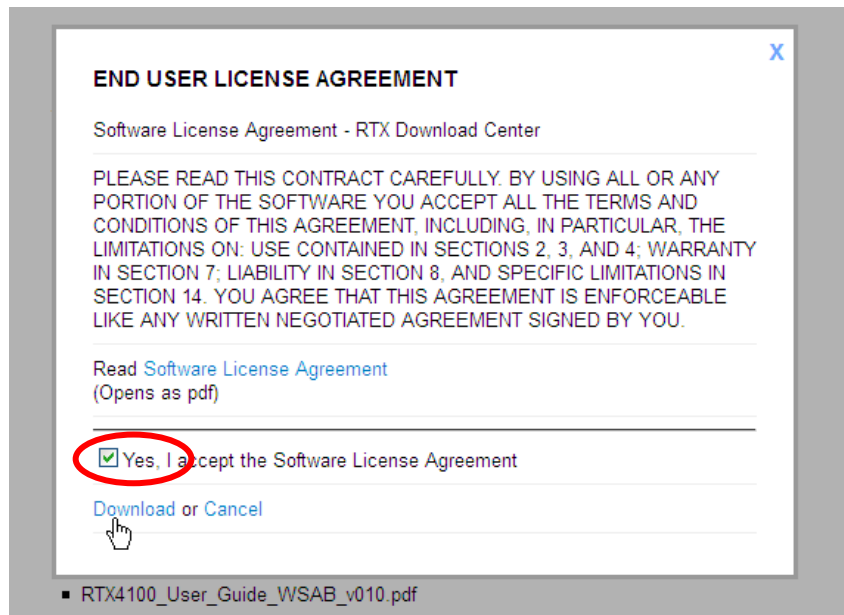 X
END USER LICENSE AGREEMENT
Software License Agreement - RTX Download Center
PLEASE READ THIS CONTRACT CAREFULLY. BY USING ALL OR ANY
PORTION OF THE SOFTWARE YOU ACCEPT ALL THE TERMS AND
CONDITIONS OF THIS AGREEMENT, INCLUDING, IN PARTICULAR, THE
LIMITATIONS ON: USE CONTAINED IN SECTIONS 2, 3, AND 4; WARRANTY
IN SECTION 7; LIABILITY IN SECTION 8, AND SPECIFIC LIMITATIONS IN
SECTION 14. YOU AGREE THAT THIS AGREEMENT IS ENFORCEABLE
LIKE ANY WRITTEN NEGOTIATED AGREEMENT SIGNED BY YOU.
Read Software License Agreement
(Opens as pdf)
Yes, I accept the Software License Agreement
Download or Cancel
RTX4100_User_Guide_WSAB_v010.pdf